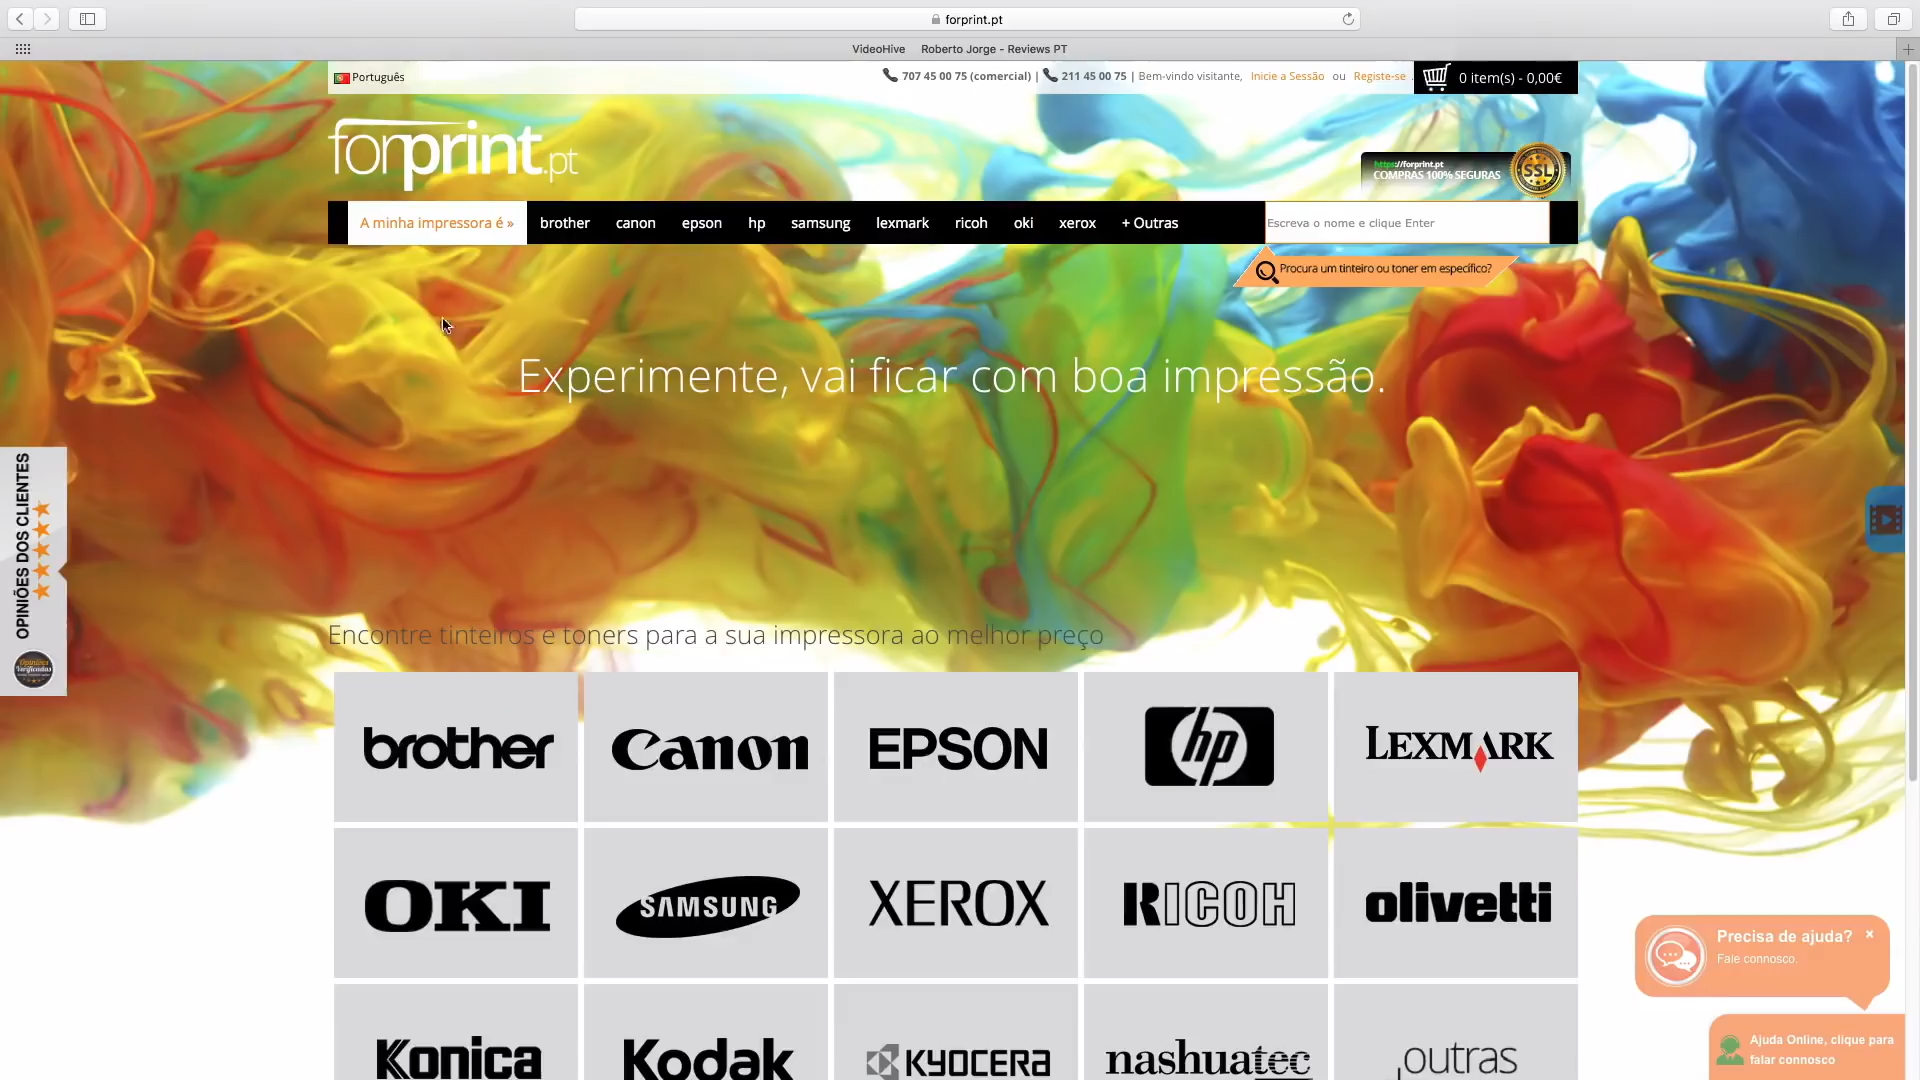 forprint.pt
VideoHive
Roberto Jorge - Reviews PT
Português
707 45 00 75 (comercial) | 211 45 00 75 | Bem-vindo visitante, Inicie a Sessão ou Registe-se .
0 item(s) - 0,00€
forprint.pt
https://forprint.pt
COMPRAS 100% SEGURAS
SSL
A minha impressora é »
brother
canon
epson
hp
samsung
lexmark
ricoh
oki
xerox
+ Outras
Escreva o nome e clique Enter
Procura um tinteiro ou toner em específico?
Experimente, vai ficar com boa impressão.
OPINIÕES DOS CLIENTES
Opiniões
Verificadas
Encontre tinteiros e toners para a sua impressora ao melhor preço
brother
Canon
EPSON
hp
LEXMARK
OKI
SAMSUNG
XEROX
RICOH
olivetti
Precisa de ajuda?
×
Fale connosco.
Konica
Kodak
KYOCERA
nashuatec
outras
Ajuda Online, clique para
falar connosco